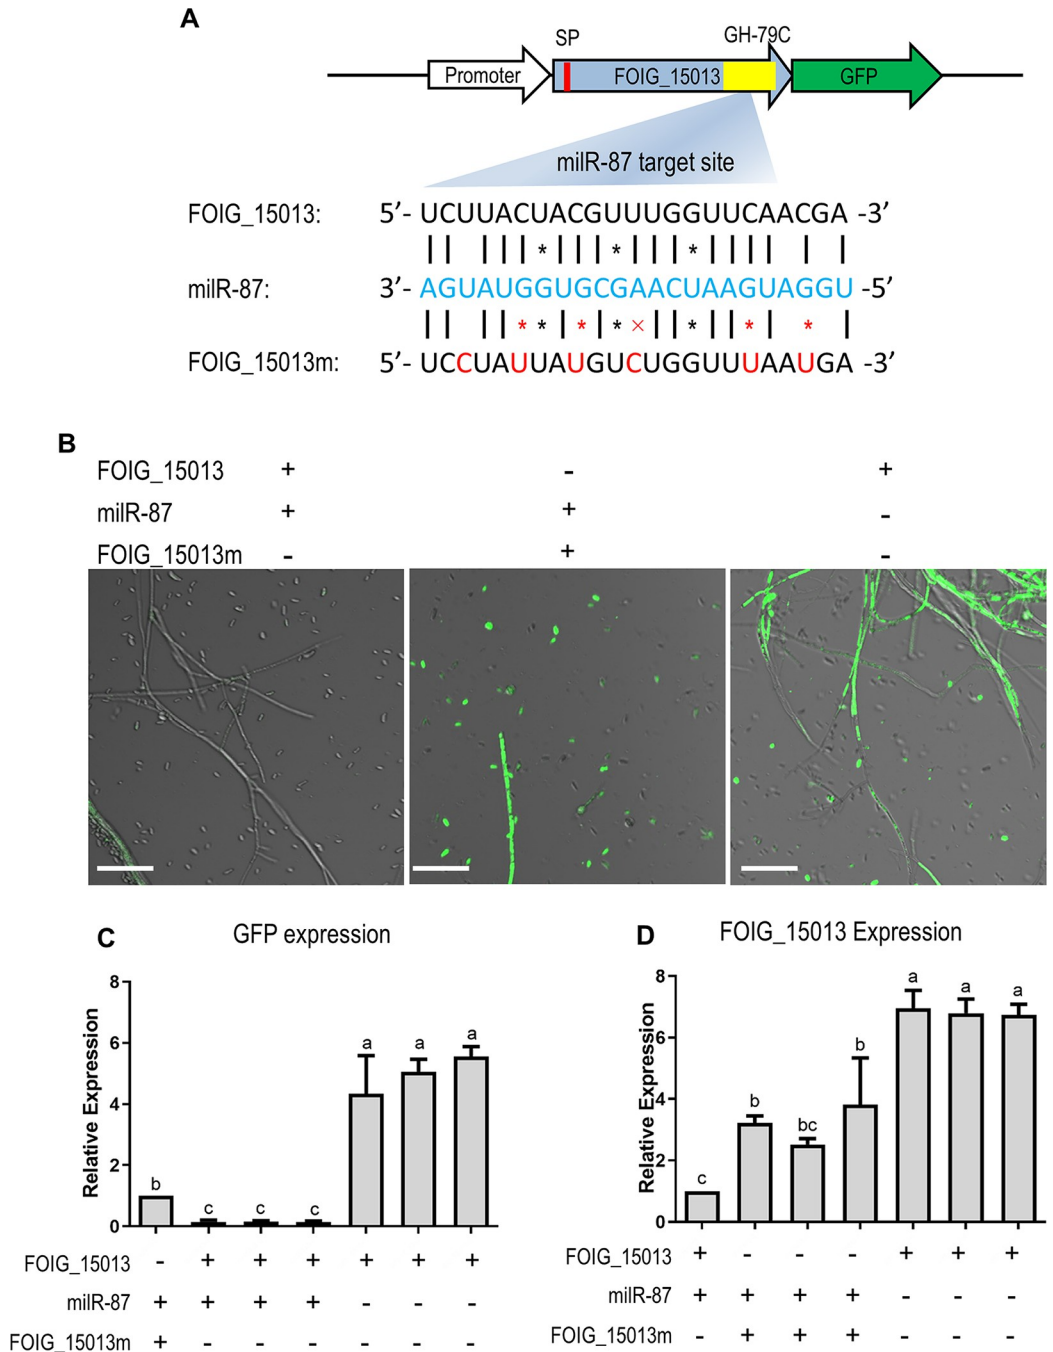 A
SP GH-79C
Promoter FOIG_15013 GFP
milR-87 target site
FOIG_15013: 5’- UCUUACUACGUUUGGUUCAACGA -3’
| | | | | * | | | * | | | * | | | | | |
milR-87: 3’- AGUAUGGUGCGAACUAAGUAGGU -5’
| | | | * * | * | * × | | * | | * | * |
FOIG_15013m: 5’- UCCUAUUAUGUCUGGUUUAAUGA -3’
B
FOIG_15013 + - +
milR-87 + + -
FOIG_15013m - + -
C GFP expression
D FOIG_15013 Expression
Relative Expression
8
6
4
2
0
b c c c a a a
FOIG_15013 - + + + + + +
milR-87 + + + + - - -
FOIG_15013m + - - - - - -
Relative Expression
8
6
4
2
0
c b bc b a a a
FOIG_15013 + - - - + + +
milR-87 + + + + - - -
FOIG_15013m - + + + - - -